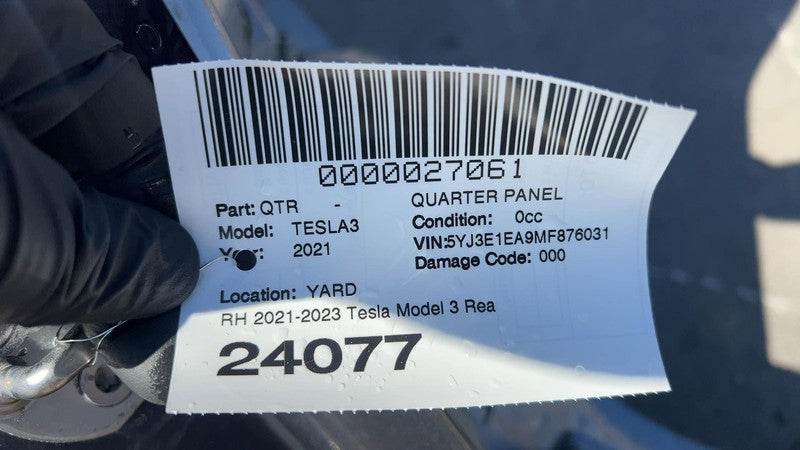 0000027061
Part: QTR - QUARTER PANEL
Model: TESLA3 Condition: 0cc
Year: 2021 VIN:5YJ3E1EA9MF876031
Damage Code: 000
Location: YARD
RH 2021-2023 Tesla Model 3 Rea
24077